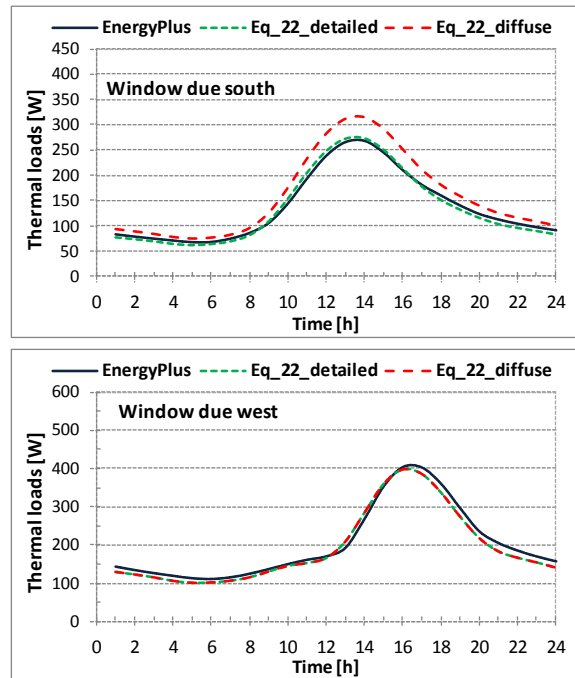 EnergyPlus Eq_22_detailed Eq_22_diffuse
450
400
350
300
250
200
150
100
50
0
Thermal loads [W]
Window due south
0 2 4 6 8 10 12 14 16 18 20 22 24
Time [h]
EnergyPlus Eq_22_detailed Eq_22_diffuse
600
500
400
300
200
100
0
Thermal loads [W]
Window due west
0 2 4 6 8 10 12 14 16 18 20 22 24
Time [h]